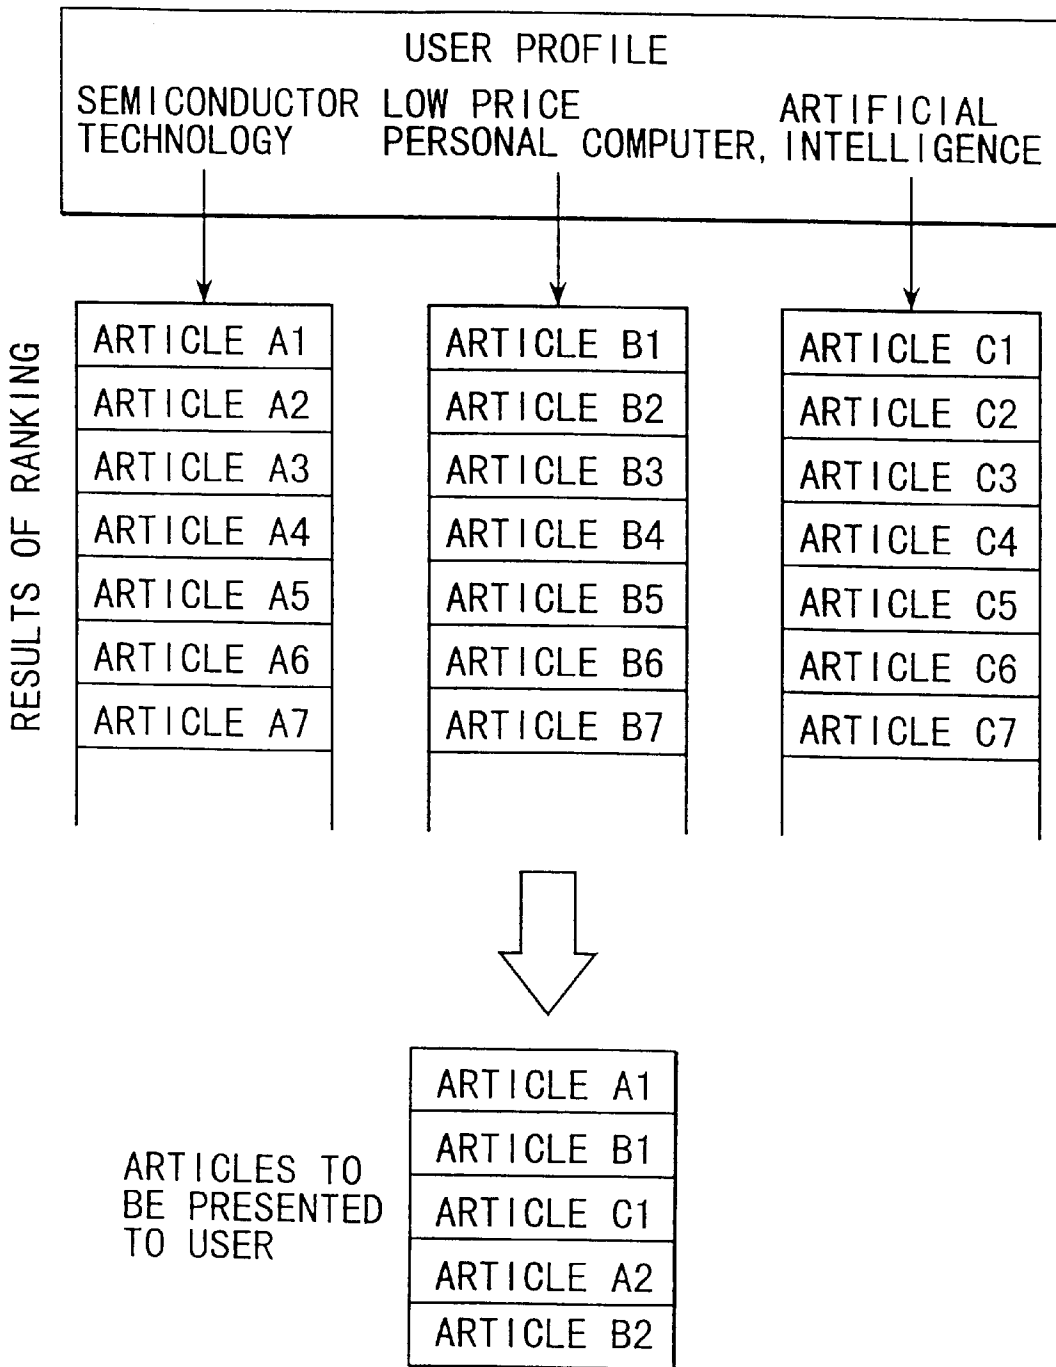 USER PROFILE
SEMICONDUCTOR
TECHNOLOGY
LOW PRICE
PERSONAL COMPUTER,
ARTIFICIAL
INTELLIGENCE
RESULTS OF RANKING
ARTICLE A1
ARTICLE A2
ARTICLE A3
ARTICLE A4
ARTICLE A5
ARTICLE A6
ARTICLE A7
ARTICLE B1
ARTICLE B2
ARTICLE B3
ARTICLE B4
ARTICLE B5
ARTICLE B6
ARTICLE B7
ARTICLE C1
ARTICLE C2
ARTICLE C3
ARTICLE C4
ARTICLE C5
ARTICLE C6
ARTICLE C7
ARTICLES TO
BE PRESENTED
TO USER
ARTICLE A1
ARTICLE B1
ARTICLE C1
ARTICLE A2
ARTICLE B2